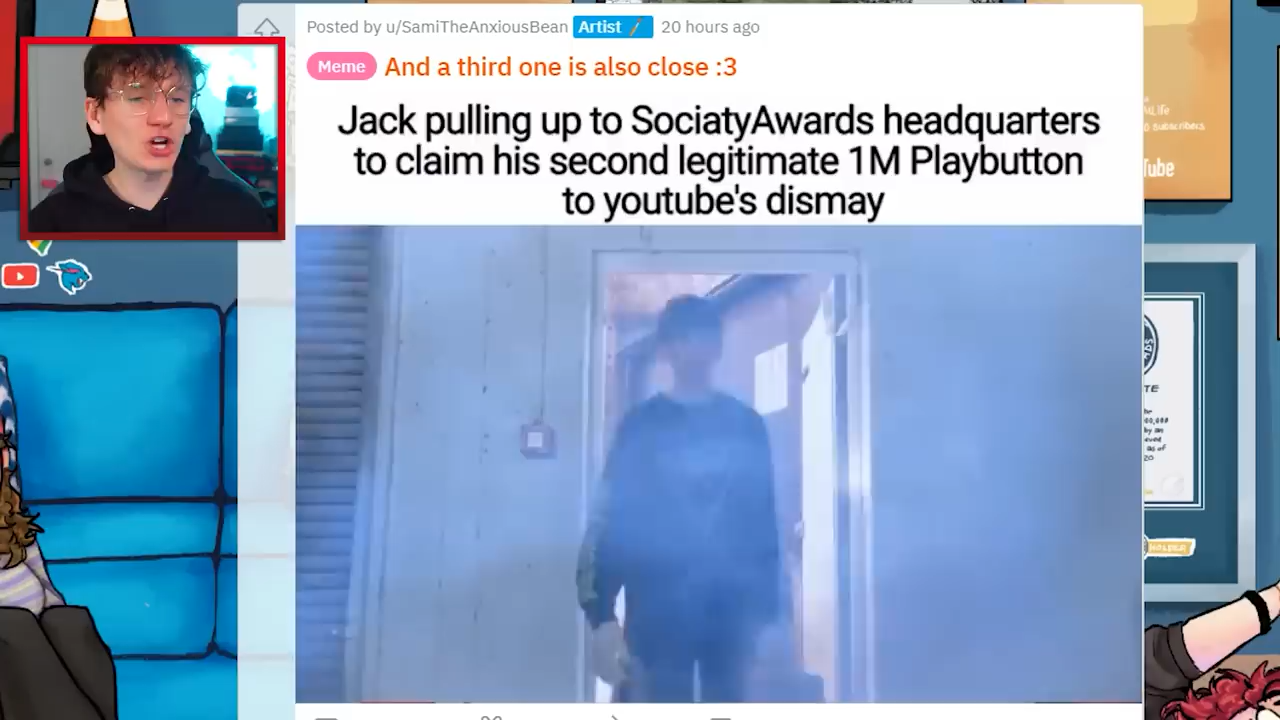 Posted by u/SamiTheAnxiousBean Artist 20 hours ago
Meme And a third one is also close :3
Jack pulling up to SociatyAwards headquarters
to claim his second legitimate 1M Playbutton
to youtube's dismay